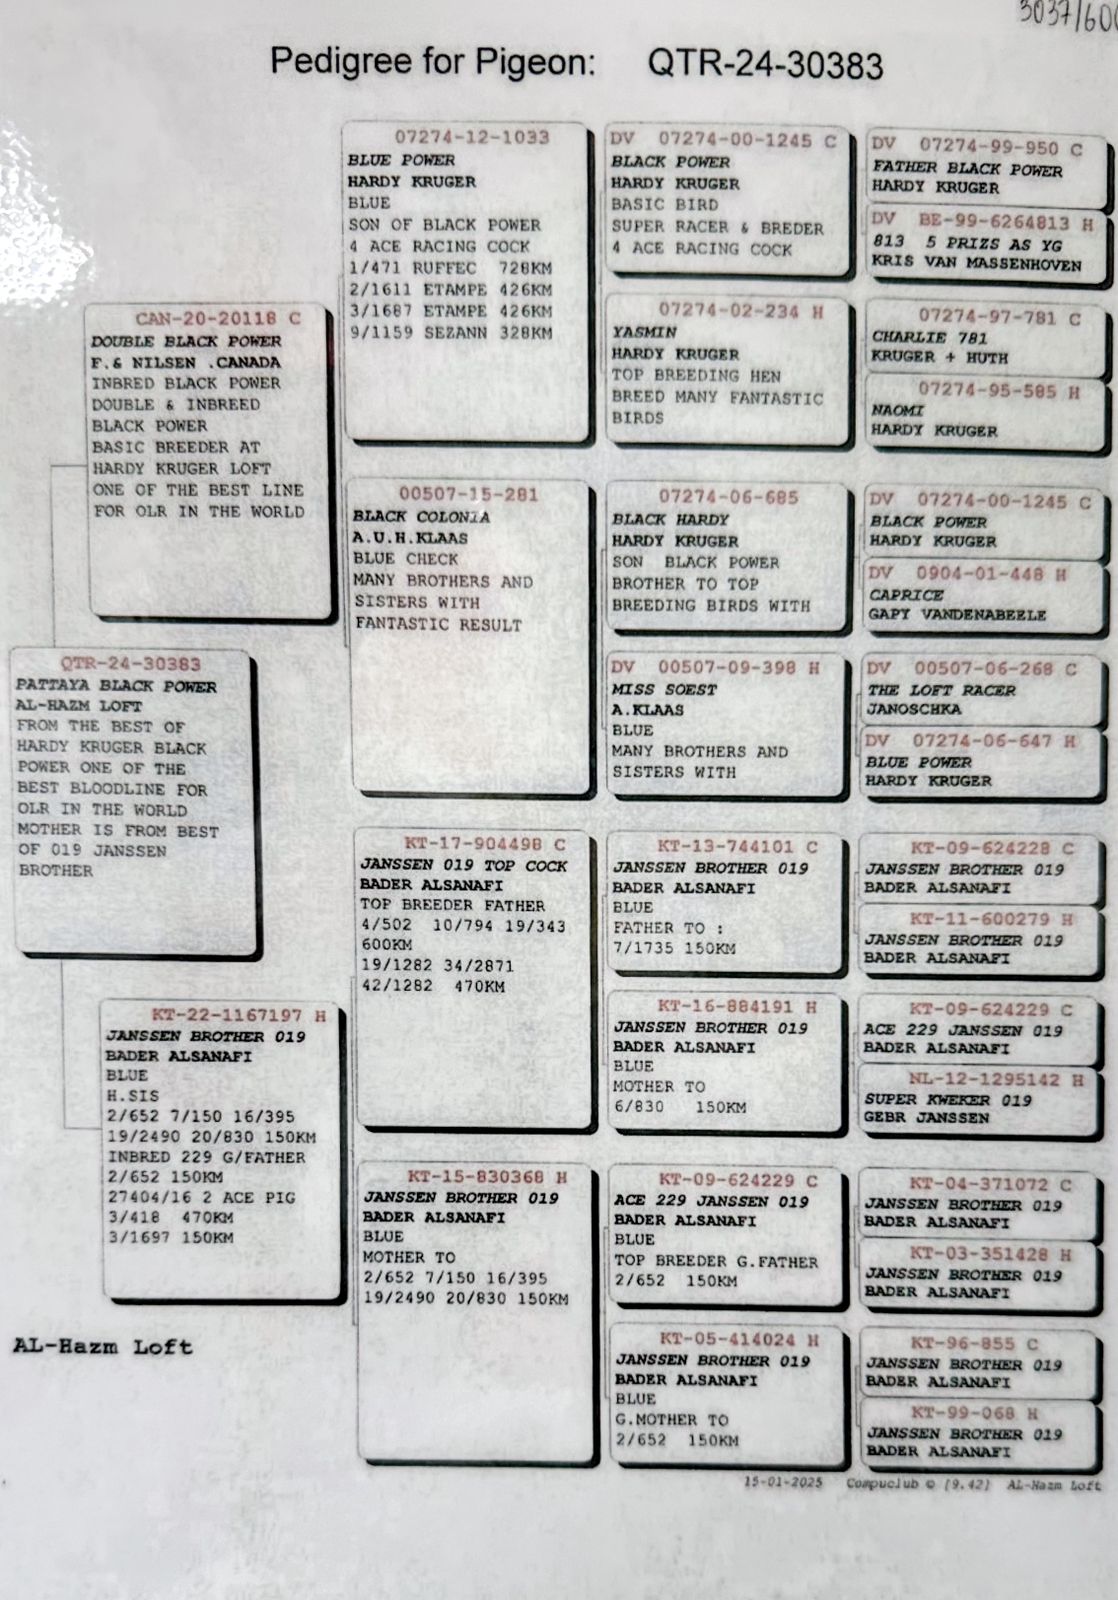 Pedigree for Pigeon: QTR-24-30383
CAN-20-20118 C
DOUBLE BLACK POWER
F.& NILSEN .CANADA
INBRED BLACK POWER
DOUBLE & INBREED
BLACK POWER
BASIC BREEDER AT
HARDY KRUGER LOFT
ONE OF THE BEST LINE
FOR OLR IN THE WORLD
QTR-24-30383
PATTAYA BLACK POWER
AL-HAZM LOFT
FROM THE BEST OF
HARDY KRUGER BLACK
POWER ONE OF THE
BEST BLOODLINE FOR
OLR IN THE WORLD
MOTHER IS FROM BEST
OF 019 JANSSEN
BROTHER
KT-22-1167197 H
JANSSEN BROTHER 019
BADER ALSANAFI
BLUE
H.SIS
2/652 7/150 16/395
19/2490 20/830 150KM
INBRED 229 G/FATHER
2/652 150KM
27404/16 2 ACE PIG
3/418 470KM
3/1697 150KM
AL-Hazm Loft
07274-12-1033
BLUE POWER
HARDY KRUGER
BLUE
SON OF BLACK POWER
4 ACE RACING COCK
1/471 RUFFEC 728KM
2/1611 ETAMPE 426KM
3/1687 ETAMPE 426KM
9/1159 SEZANN 328KM
00507-15-281
BLACK COLONIA
A.U.H.KLAAS
BLUE CHECK
MANY BROTHERS AND
SISTERS WITH
FANTASTIC RESULT
KT-17-904498 C
JANSSEN 019 TOP COCK
BADER ALSANAFI
TOP BREEDER FATHER
4/502 10/794 19/343
600KM
19/1282 34/2871
42/1282 470KM
KT-15-830368 H
JANSSEN BROTHER 019
BADER ALSANAFI
BLUE
MOTHER TO
2/652 7/150 16/395
19/2490 20/830 150KM
DV 07274-00-1245 C
BLACK POWER
HARDY KRUGER
BASIC BIRD
SUPER RACER & BREDER
4 ACE RACING COCK
07274-02-234 H
YASMIN
HARDY KRUGER
TOP BREEDING HEN
BREED MANY FANTASTIC
BIRDS
07274-06-685
BLACK HARDY
HARDY KRUGER
SON BLACK POWER
BROTHER TO TOP
BREEDING BIRDS WITH
DV 00507-09-398 H
MISS SOEST
A.KLAAS
BLUE
MANY BROTHERS AND
SISTERS WITH
KT-13-744101 C
JANSSEN BROTHER 019
BADER ALSANAFI
BLUE
FATHER TO :
7/1735 150KM
KT-16-884191 H
JANSSEN BROTHER 019
BADER ALSANAFI
BLUE
MOTHER TO
6/830 150KM
KT-09-624229 C
ACE 229 JANSSEN 019
BADER ALSANAFI
BLUE
TOP BREEDER G.FATHER
2/652 150KM
KT-05-414024 H
JANSSEN BROTHER 019
BADER ALSANAFI
BLUE
G.MOTHER TO
2/652 150KM
DV 07274-99-950 C
FATHER BLACK POWER
HARDY KRUGER
DV BE-99-6264813 H
813 5 PRIZS AS YG
KRIS VAN MASSENHOVEN
07274-97-781 C
CHARLIE 781
KRUGER + HUTH
07274-95-585 H
NAOMI
HARDY KRUGER
DV 07274-00-1245 C
BLACK POWER
HARDY KRUGER
DV 0904-01-448 H
CAPRICE
GAPY VANDENABEELE
DV 00507-06-268 C
THE LOFT RACER
JANOSCHKA
DV 07274-06-647 H
BLUE POWER
HARDY KRUGER
KT-09-624228 C
JANSSEN BROTHER 019
BADER ALSANAFI
KT-11-600279 H
JANSSEN BROTHER 019
BADER ALSANAFI
KT-09-624229 C
ACE 229 JANSSEN 019
BADER ALSANAFI
NL-12-1295142 H
SUPER KWEKER 019
GEBR JANSSEN
KT-04-371072 C
JANSSEN BROTHER 019
BADER ALSANAFI
KT-03-351428 H
JANSSEN BROTHER 019
BADER ALSANAFI
KT-96-855 C
JANSSEN BROTHER 019
BADER ALSANAFI
KT-99-068 H
JANSSEN BROTHER 019
BADER ALSANAFI
15-01-2025 Compuclub © [9.42] AL-Hazm Loft